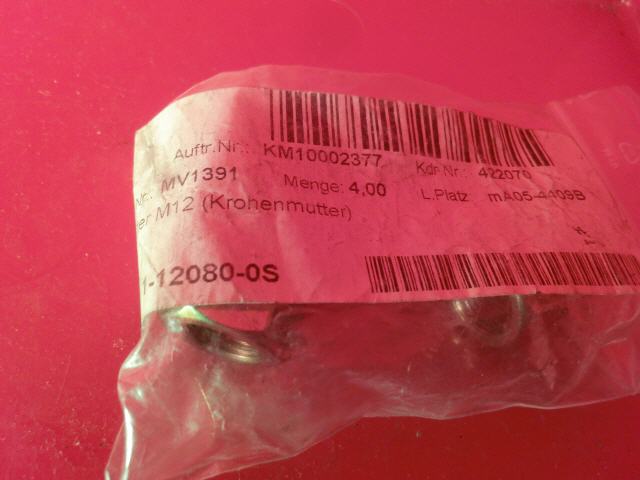 Auftr.Nr.: KM10002377 Kdr.Nr.: 422070
Nr.: MV1391 Menge: 4,00 L.Platz: mA05-4409B
er M12 (Krohenmutter)
1-12080-0S